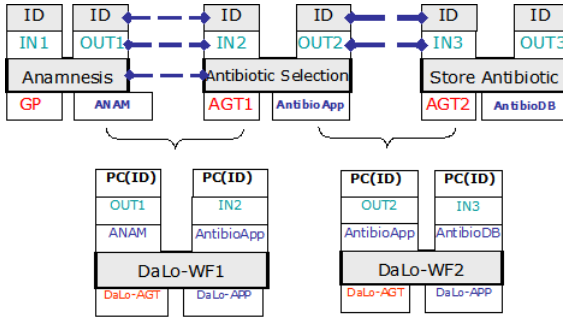 ID ID ID ID ID ID
IN1 OUT1 IN2 OUT2 IN3 OUT3
Anamnesis Antibiotic Selection Store Antibiotic
GP ANAM AGT1 AntibioApp AGT2 AntibioDB
PC(ID) PC(ID) PC(ID) PC(ID)
OUT1 IN2 OUT2 IN3
ANAM AntibioApp AntibioApp AntibioDB
DaLo-WF1 DaLo-WF2
DaLo-AGT DaLo-APP DaLo-AGT DaLo-APP